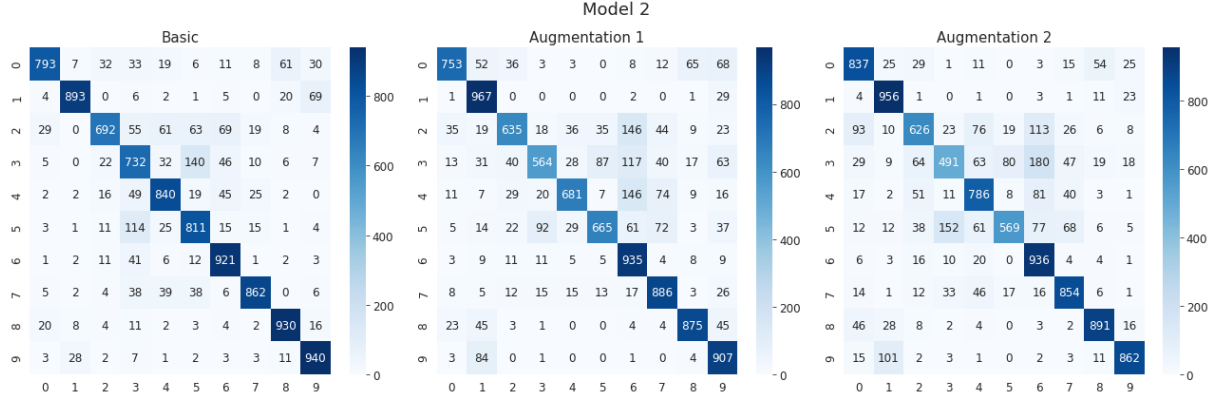 Model 2
Basic
0 793 7 32 33 19 6 11 8 61 30
1 4 893 0 6 2 1 5 0 20 69
2 29 0 692 55 61 63 69 19 8 4
3 5 0 22 732 32 140 46 10 6 7
4 2 2 16 49 840 19 45 25 2 0
5 3 1 11 114 25 811 15 15 1 4
6 1 2 11 41 6 12 921 1 2 3
7 5 2 4 38 39 38 6 862 0 6
8 20 8 4 11 2 3 4 2 930 16
9 3 28 2 7 1 2 3 3 11 940
0 1 2 3 4 5 6 7 8 9
800
600
400
200
0
Augmentation 1
0 753 52 36 3 3 0 8 12 65 68
1 1 967 0 0 0 0 2 0 1 29
2 35 19 635 18 36 35 146 44 9 23
3 13 31 40 564 28 87 117 40 17 63
4 11 7 29 20 681 7 146 74 9 16
5 5 14 22 92 29 665 61 72 3 37
6 3 9 11 11 5 5 935 4 8 9
7 8 5 12 15 15 13 17 886 3 26
8 23 45 3 1 0 0 4 4 875 45
9 3 84 0 1 0 0 1 0 4 907
0 1 2 3 4 5 6 7 8 9
800
600
400
200
0
Augmentation 2
0 837 25 29 1 11 0 3 15 54 25
1 4 956 0 1 0 1 3 1 11 23
2 93 10 626 23 76 19 113 26 6 8
3 29 9 64 491 63 80 180 47 19 18
4 17 2 51 11 786 8 81 40 3 1
5 12 12 38 152 61 569 77 68 6 5
6 6 3 16 10 20 0 936 4 4 1
7 14 1 12 33 46 17 16 854 6 1
8 46 28 8 2 4 0 3 2 891 16
9 15 101 2 3 1 0 2 3 11 862
0 1 2 3 4 5 6 7 8 9
800
600
400
200
0